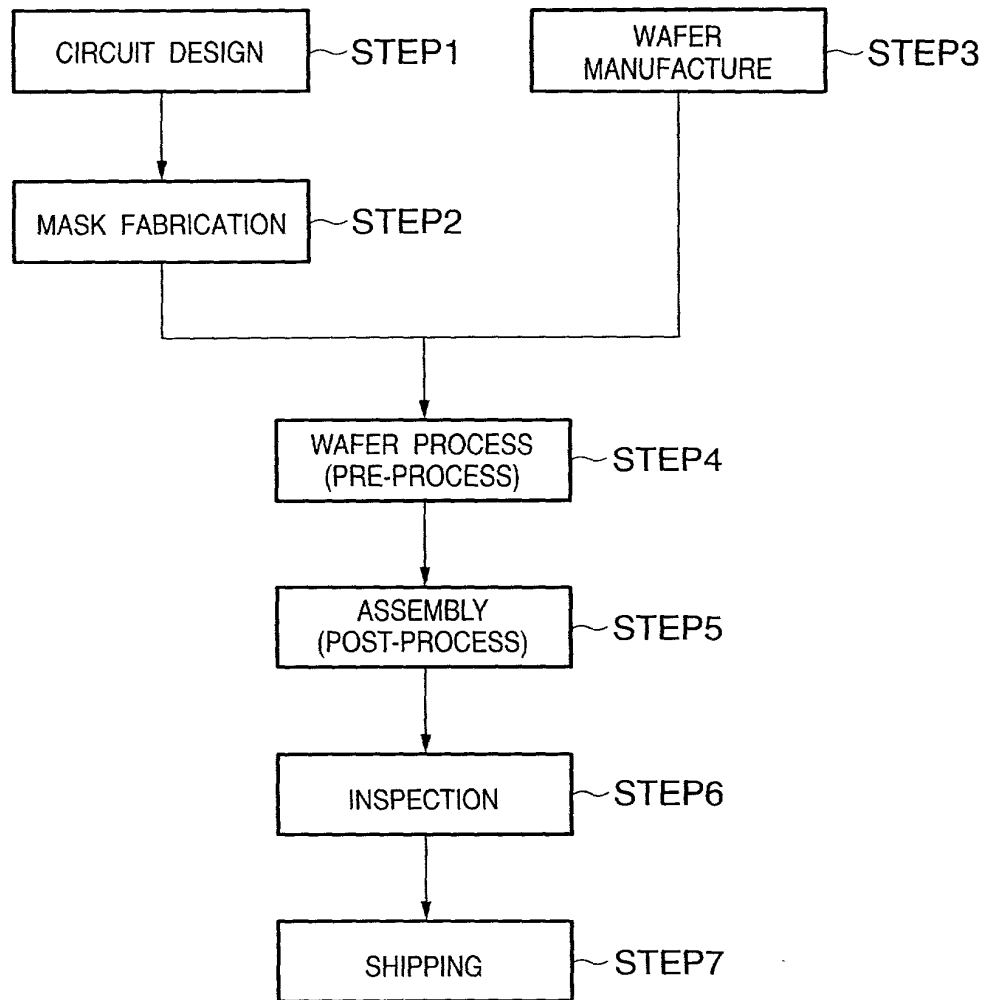 CIRCUIT DESIGN
STEP1
WAFER
MANUFACTURE
STEP3
MASK FABRICATION
STEP2
WAFER PROCESS
(PRE-PROCESS)
STEP4
ASSEMBLY
(POST-PROCESS)
STEP5
INSPECTION
STEP6
SHIPPING
STEP7